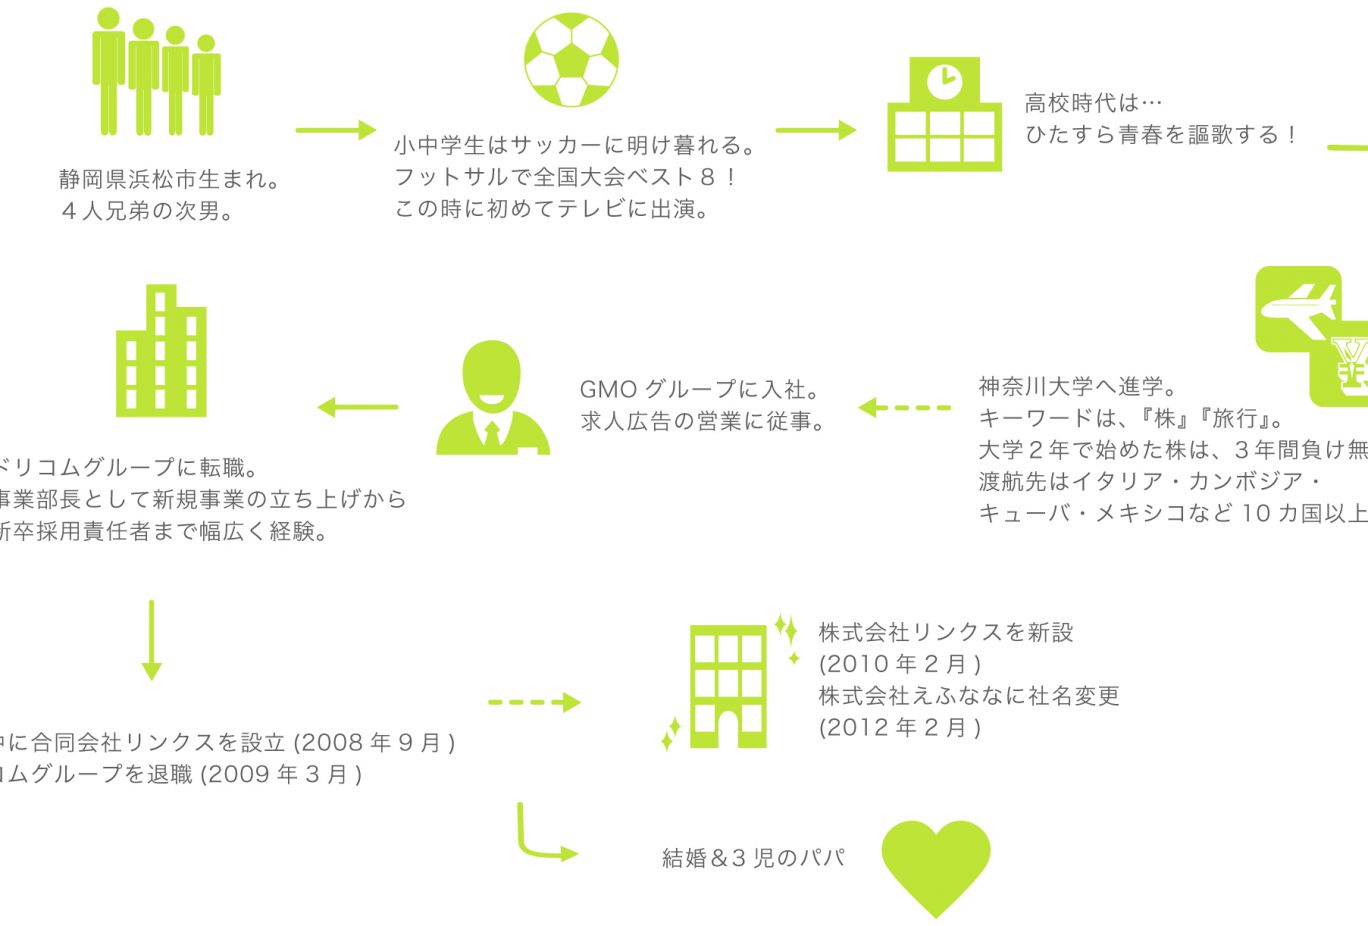 静岡県浜松市生まれ。
４人兄弟の次男。
小中学生はサッカーに明け暮れる。
フットサルで全国大会ベスト８！
この時に初めてテレビに出演。
高校時代は…
ひたすら青春を謳歌する！
神奈川大学へ進学。
キーワードは、『株』『旅行』。
大学２年で始めた株は、３年間負け無
渡航先はイタリア・カンボジア・
キューバ・メキシコなど 10 カ国以上
GMO グループに入社。
求人広告の営業に従事。
ドリコムグループに転職。
事業部長として新規事業の立ち上げから
新卒採用責任者まで幅広く経験。
中に合同会社リンクスを設立 (2008 年 9 月 )
コムグループを退職 (2009 年 3 月 )
株式会社リンクスを新設
(2010 年 2 月 )
株式会社えふななに社名変更
(2012 年 2 月 )
結婚＆3 児のパパ